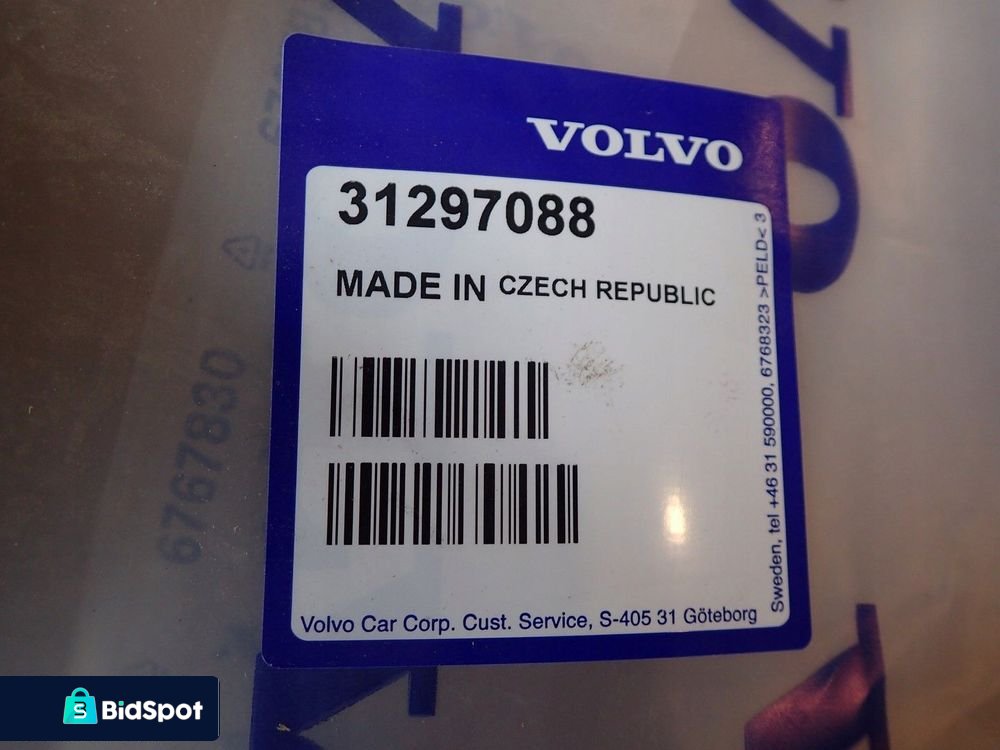 VOLVO
31297088
MADE IN CZECH REPUBLIC
Volvo Car Corp. Cust. Service, S-405 31 Göteborg
Sweden, tel +46 31 590000, 6768323 >PELD< 3
6767830
BidSpot